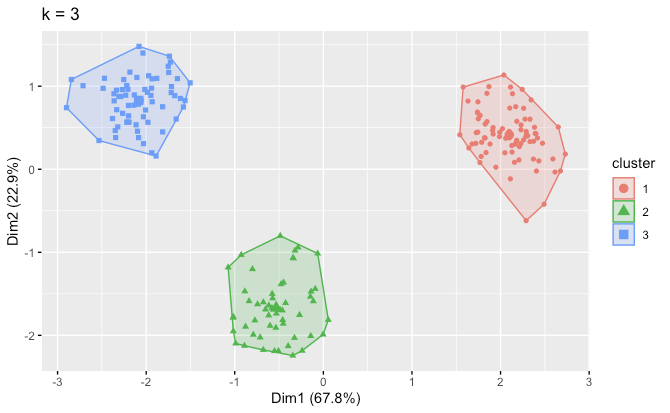 k = 3
1
0
-1
-2
Dim2 (22.9%)
-3 -2 -1 0 1 2 3
Dim1 (67.8%)
cluster
1
2
3